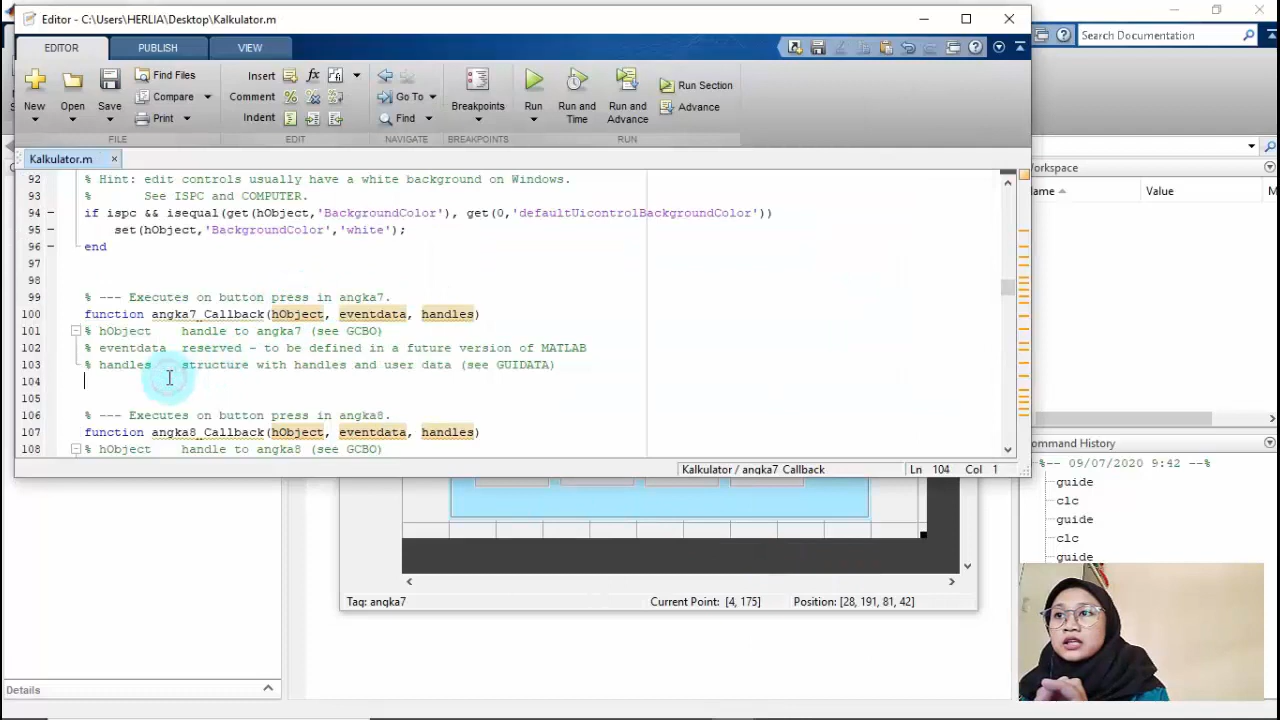 Editor - C:\Users\HERLIA\Desktop\Kalkulator.m
EDITOR PUBLISH VIEW
Search Documentation
New Open Save
Find Files
Compare
Print
FILE
Insert
Comment
Indent
EDIT
Go To
Find
NAVIGATE
Breakpoints
BREAKPOINTS
Run
Run and Time
Run and Advance
Run Section
Advance
RUN
Kalkulator.m
92 % Hint: edit controls usually have a white background on Windows.
93 % See ISPC and COMPUTER.
94 if ispc && isequal(get(hObject,'BackgroundColor'), get(0,'defaultUicontrolBackgroundColor'))
95 set(hObject,'BackgroundColor','white');
96 end
97
98
99 % --- Executes on button press in angka7.
100 function angka7_Callback(hObject, eventdata, handles)
101 % hObject handle to angka7 (see GCBO)
102 % eventdata reserved - to be defined in a future version of MATLAB
103 % handles structure with handles and user data (see GUIDATA)
104
105
106 % --- Executes on button press in angka8.
107 function angka8_Callback(hObject, eventdata, handles)
108 % hObject handle to angka8 (see GCBO)
Kalkulator / angka7 Callback Ln 104 Col 1
orkspace
ame Value M
ommand History
%-- 09/07/2020 9:42 --%
guide
clc
guide
clc
guide
Tag: angka7 Current Point: [4, 175] Position: [28, 191, 81, 42]
Details